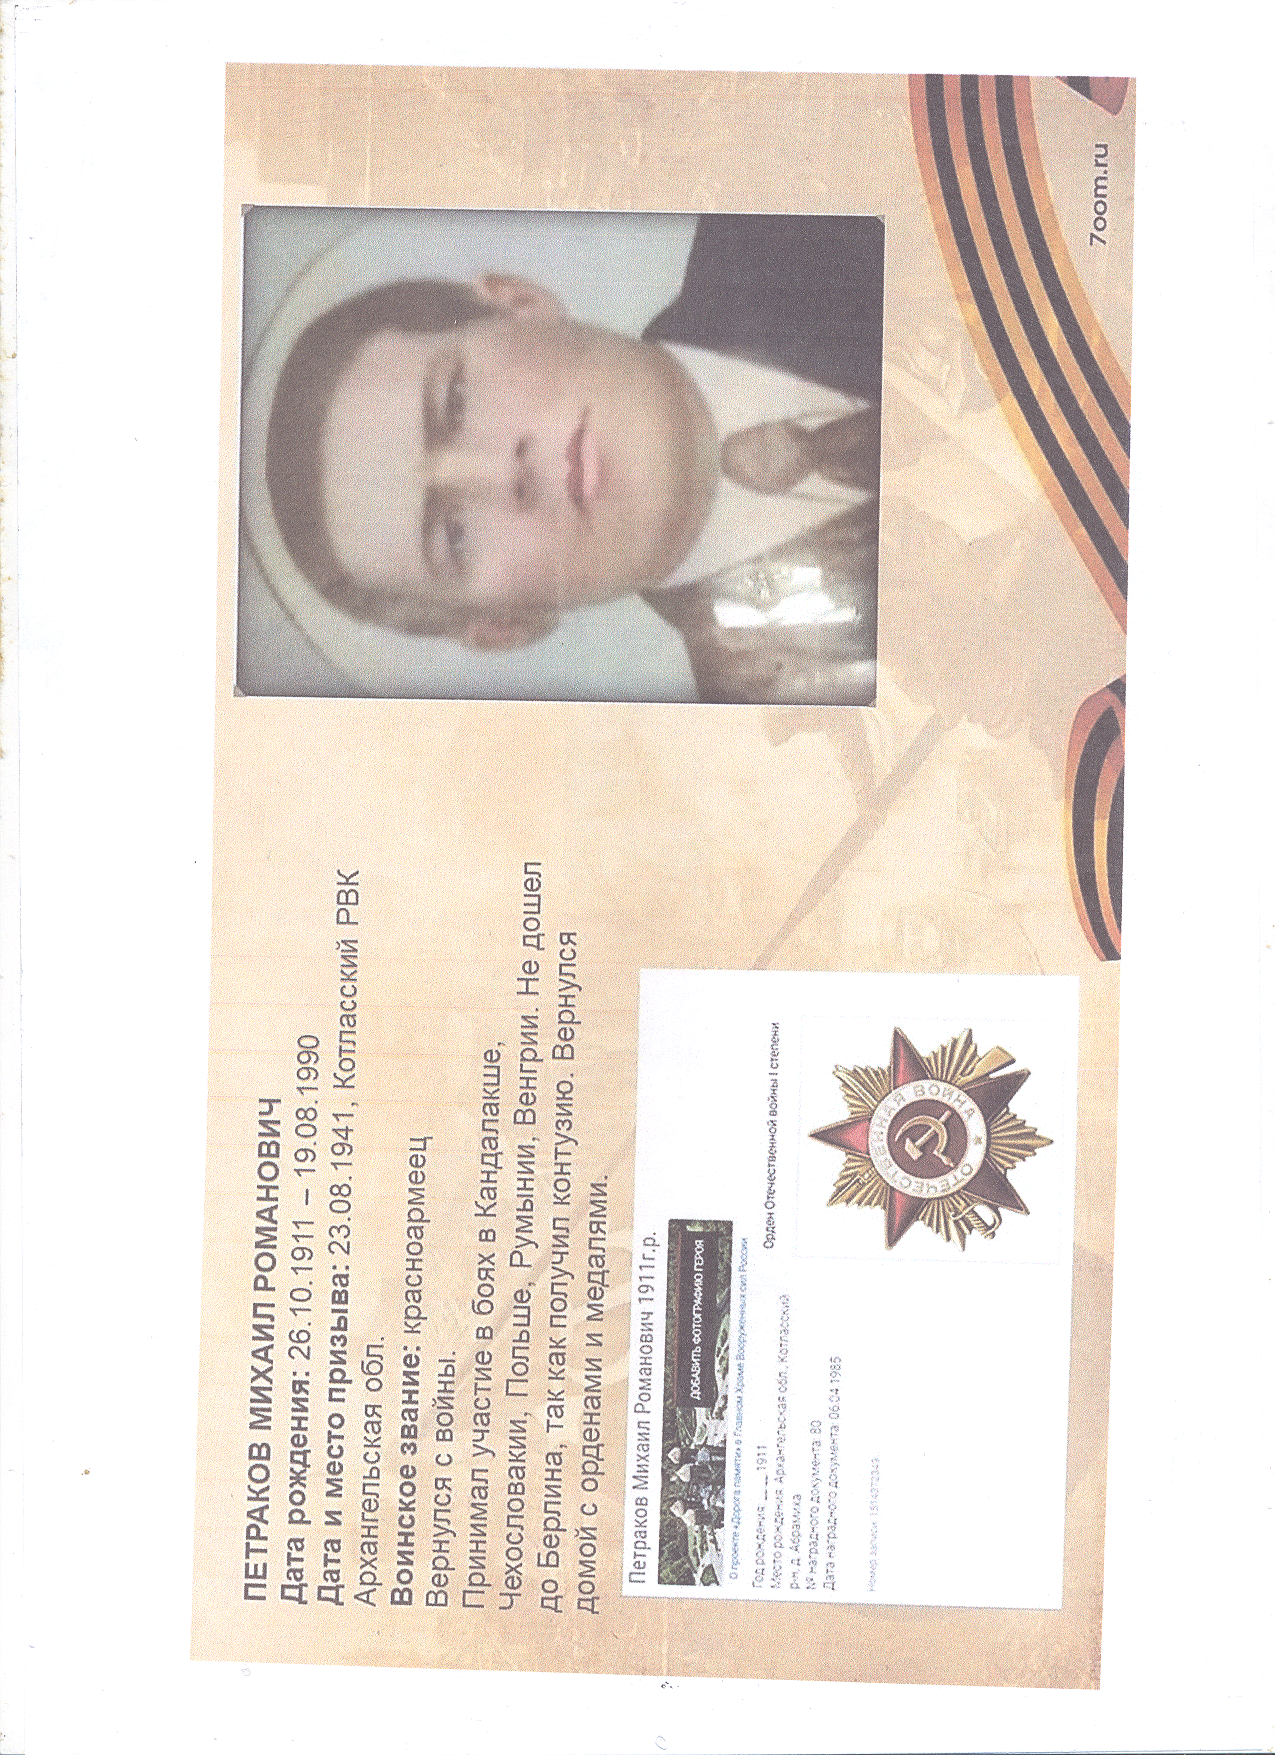 ПЕТРАКОВ МИХАИЛ РОМАНОВИЧ
Дата рождения: 26.10.1911 – 19.08.1990
Дата и место призыва: 23.08.1941, Котласский РВК
Архангельская обл.
Воинское звание: красноармеец
Вернулся с войны.
Принимал участие в боях в Кандалакше,
Чехословакии, Польше, Румынии, Венгрии. Не дошел
до Берлина, так как получил контузию. Вернулся
домой с орденами и медалями.
Петраков Михаил Романович 1911г.р.
ДОБАВИТЬ ФОТОГРАФИЮ ГЕРОЯ
О проекте «Дорога памяти» в Главном Храме Вооруженных сил России
Год рождения __.__.1911
Место рождения: Архангельская обл., Котласский
р-н, д. Абрамиха
№ наградного документа: 80
Дата наградного документа: 06.04.1985
Номер записи: 1514272349
Орден Отечественной войны I степени
ОТЕЧЕСТВЕННАЯ ВОЙНА
7oom.ru